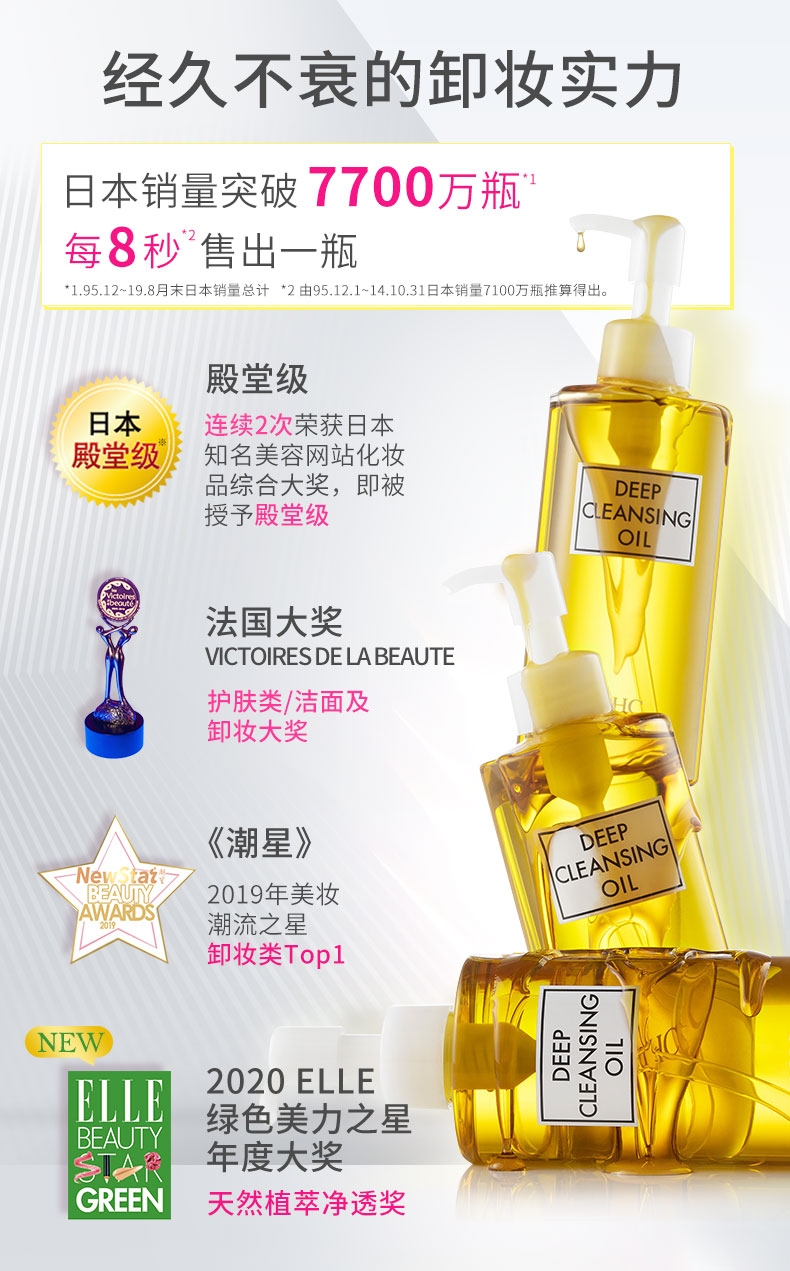 经久不衰的卸妆实力
日本销量突破 7700万瓶*1
每8秒*2售出一瓶
*1.95.12~19.8月末日本销量总计 *2 由95.12.1~14.10.31日本销量7100万瓶推算得出。
日本
殿堂级※
殿堂级
连续2次荣获日本
知名美容网站化妆
品综合大奖，即被
授予殿堂级
DEEP
CLEANSING
OIL
Victoires
beauté
法国大奖
VICTOIRES DE LA BEAUTE
护肤类/洁面及
卸妆大奖
HC
DEEP
CLEANSING
OIL
NewStar
BEAUTY
AWARDS
2019
《潮星》
2019年美妆
潮流之星
卸妆类Top1
DEEP
CLEANSING
OIL
NEW
ELLE
BEAUTY
STAR
GREEN
2020 ELLE
绿色美力之星
年度大奖
天然植萃净透奖